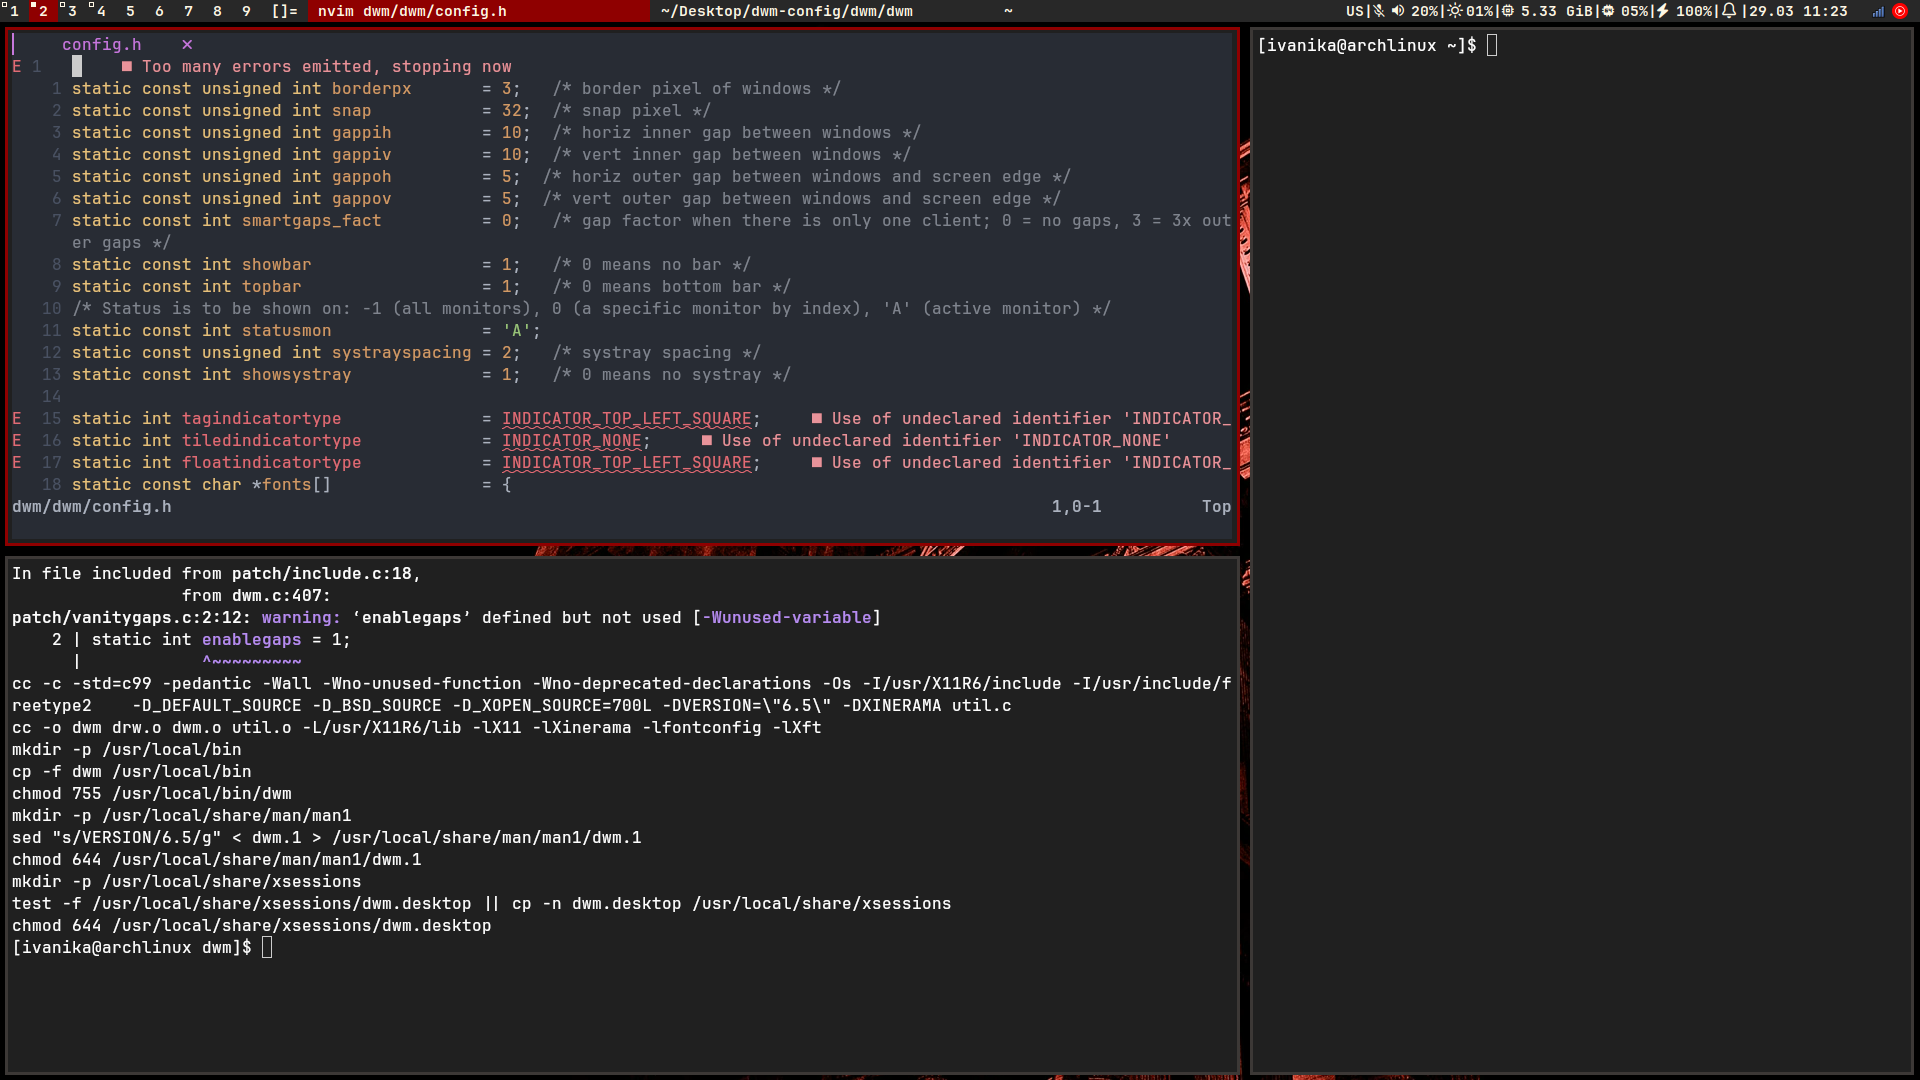 1 2 3 4 5 6 7 8 9 []= nvim dwm/dwm/config.h ~/Desktop/dwm-config/dwm/dwm ~ US| 20%| 01%| 5.33 GiB| 05%| 100%| |29.03 11:23
config.h ×
E 1 ■ Too many errors emitted, stopping now
1 static const unsigned int borderpx = 3; /* border pixel of windows */
2 static const unsigned int snap = 32; /* snap pixel */
3 static const unsigned int gappih = 10; /* horiz inner gap between windows */
4 static const unsigned int gappiv = 10; /* vert inner gap between windows */
5 static const unsigned int gappoh = 5; /* horiz outer gap between windows and screen edge */
6 static const unsigned int gappov = 5; /* vert outer gap between windows and screen edge */
7 static const int smartgaps_fact = 0; /* gap factor when there is only one client; 0 = no gaps, 3 = 3x out
er gaps */
8 static const int showbar = 1; /* 0 means no bar */
9 static const int topbar = 1; /* 0 means bottom bar */
10 /* Status is to be shown on: -1 (all monitors), 0 (a specific monitor by index), 'A' (active monitor) */
11 static const int statusmon = 'A';
12 static const unsigned int systrayspacing = 2; /* systray spacing */
13 static const int showsystray = 1; /* 0 means no systray */
14
E 15 static int tagindicatortype = INDICATOR_TOP_LEFT_SQUARE; ■ Use of undeclared identifier 'INDICATOR_
E 16 static int tiledindicatortype = INDICATOR_NONE; ■ Use of undeclared identifier 'INDICATOR_NONE'
E 17 static int floatindicatortype = INDICATOR_TOP_LEFT_SQUARE; ■ Use of undeclared identifier 'INDICATOR_
18 static const char *fonts[] = {
dwm/dwm/config.h 1,0-1 Top
In file included from patch/include.c:18,
from dwm.c:407:
patch/vanitygaps.c:2:12: warning: ‘enablegaps’ defined but not used [-Wunused-variable]
2 | static int enablegaps = 1;
| ^~~~~~~~~~
cc -c -std=c99 -pedantic -Wall -Wno-unused-function -Wno-deprecated-declarations -Os -I/usr/X11R6/include -I/usr/include/f
reetype2 -D_DEFAULT_SOURCE -D_BSD_SOURCE -D_XOPEN_SOURCE=700L -DVERSION=\"6.5\" -DXINERAMA util.c
cc -o dwm drw.o dwm.o util.o -L/usr/X11R6/lib -lX11 -lXinerama -lfontconfig -lXft
mkdir -p /usr/local/bin
cp -f dwm /usr/local/bin
chmod 755 /usr/local/bin/dwm
mkdir -p /usr/local/share/man/man1
sed "s/VERSION/6.5/g" < dwm.1 > /usr/local/share/man/man1/dwm.1
chmod 644 /usr/local/share/man/man1/dwm.1
mkdir -p /usr/local/share/xsessions
test -f /usr/local/share/xsessions/dwm.desktop || cp -n dwm.desktop /usr/local/share/xsessions
chmod 644 /usr/local/share/xsessions/dwm.desktop
[ivanika@archlinux dwm]$
[ivanika@archlinux ~]$